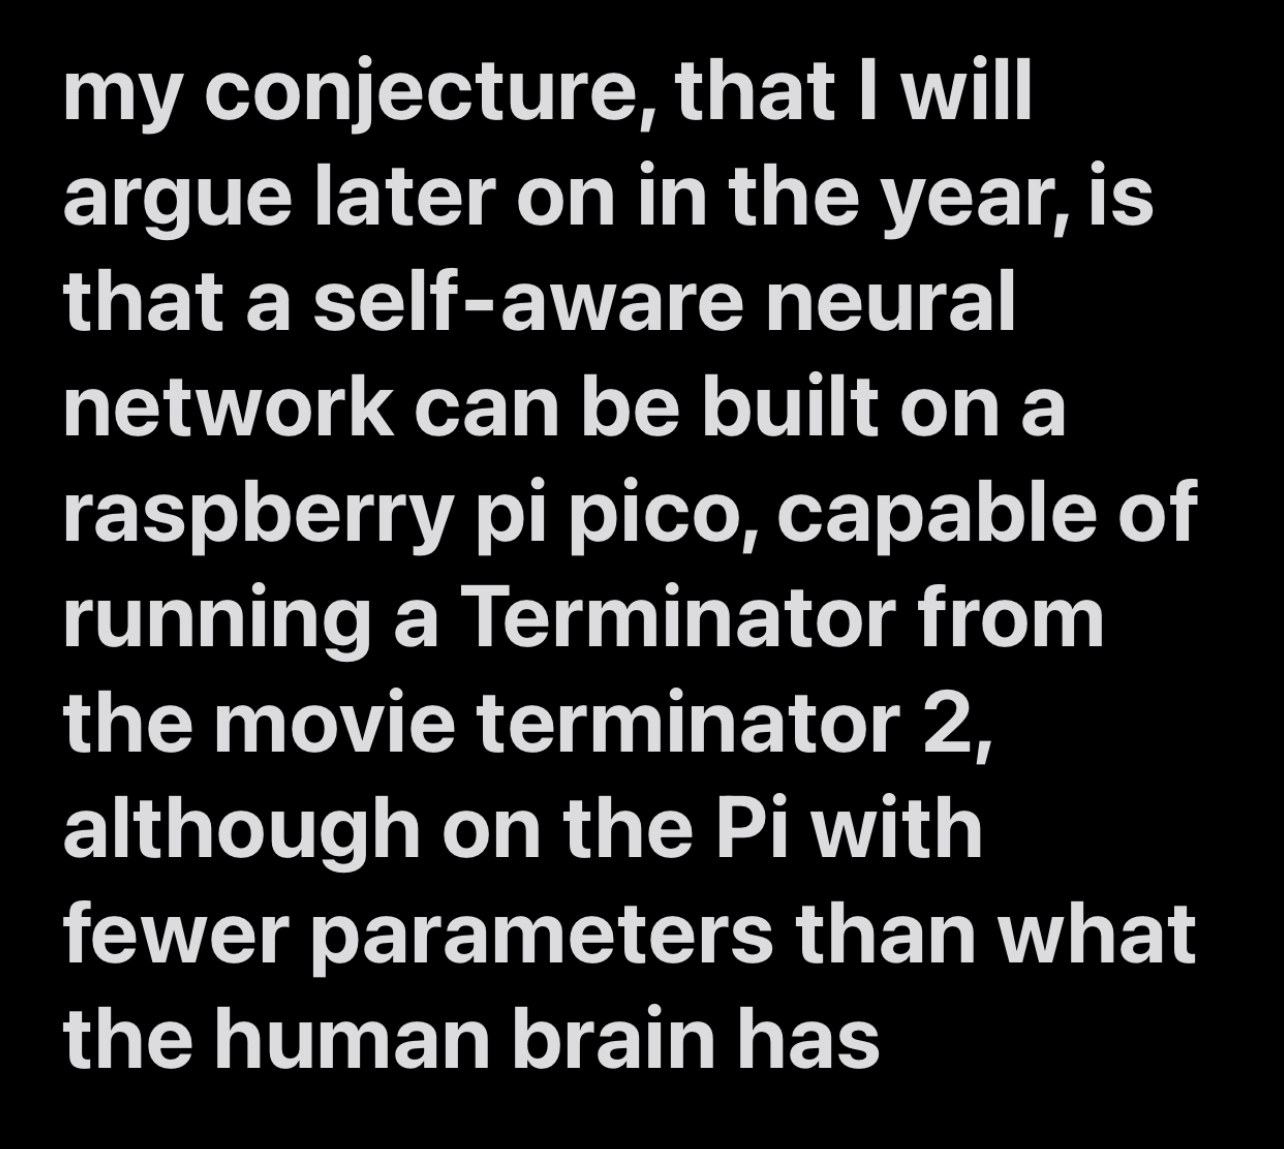 my conjecture, that I will
argue later on in the year, is
that a self-aware neural
network can be built on a
raspberry pi pico, capable of
running a Terminator from
the movie terminator 2,
although on the Pi with
fewer parameters than what
the human brain has